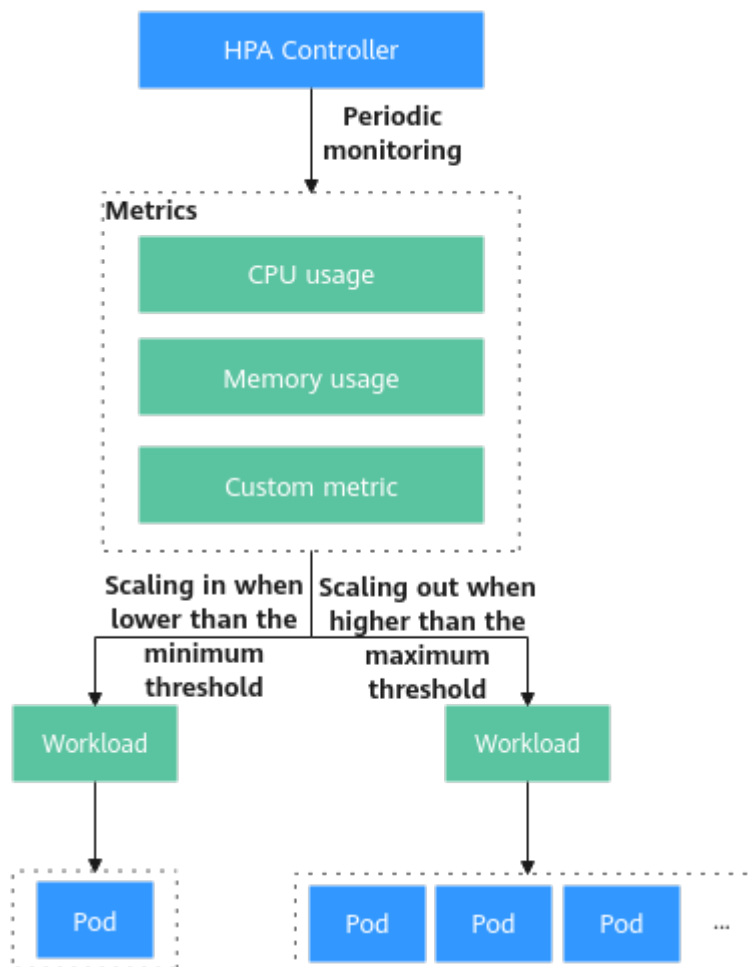 HPA Controller
Periodic
monitoring
Metrics
CPU usage
Memory usage
Custom metric
Scaling in when
lower than the
minimum
threshold
Scaling out when
higher than the
maximum
threshold
Workload
Workload
Pod
Pod
Pod
Pod
...